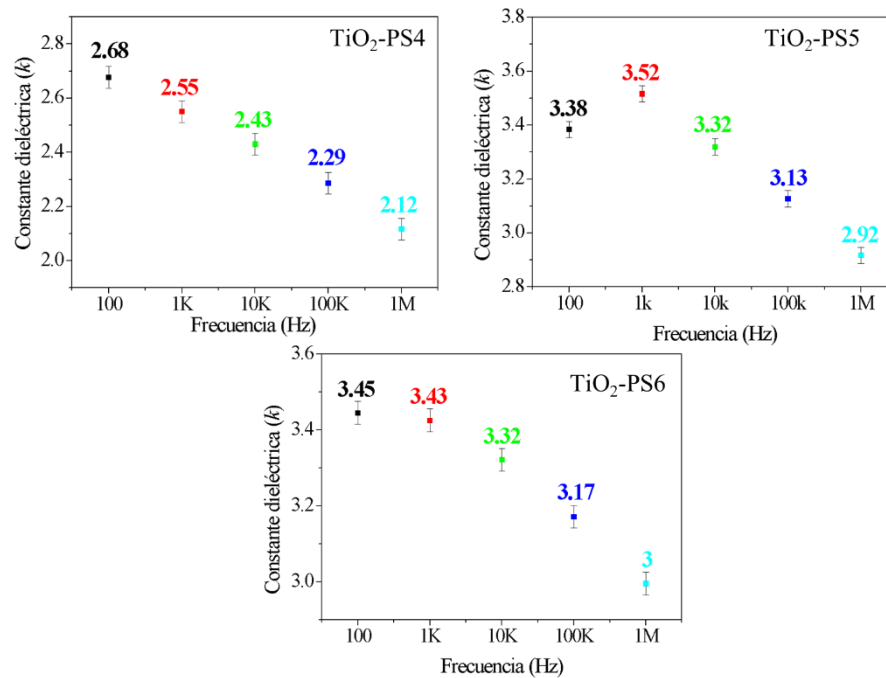 TiO₂-PS4
Constante dieléctrica (k)
2.8
2.6
2.4
2.2
2.0
2.68
2.55
2.43
2.29
2.12
100 1K 10K 100K 1M
Frecuencia (Hz)
TiO₂-PS5
Constante dieléctrica (k)
3.8
3.6
3.4
3.2
3.0
2.8
3.38
3.52
3.32
3.13
2.92
100 1k 10k 100k 1M
Frecuencia (Hz)
TiO₂-PS6
Constante dieléctrica (k)
3.6
3.4
3.2
3.0
3.45
3.43
3.32
3.17
3
100 1K 10K 100K 1M
Frecuencia (Hz)